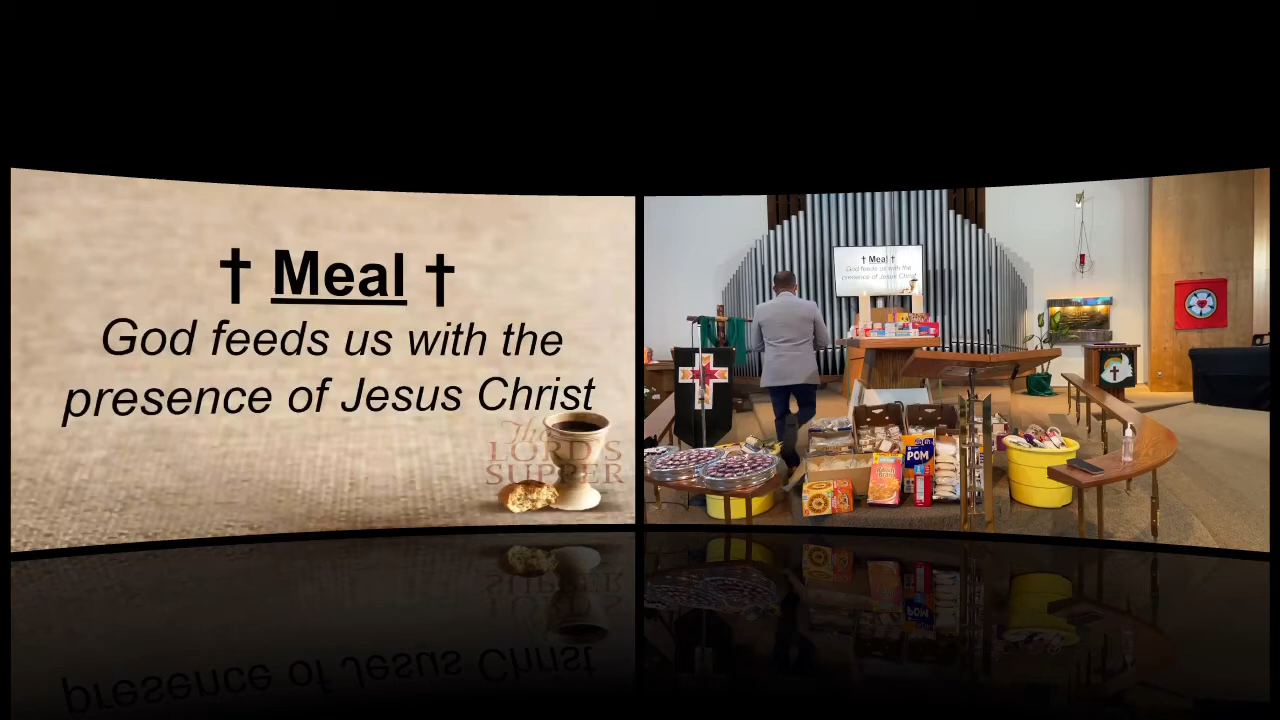 † Meal †
God feeds us with the
presence of Jesus Christ
The
LORD'S
SUPPER
† Meal †
God feeds us with the
presence of Jesus Christ
POM